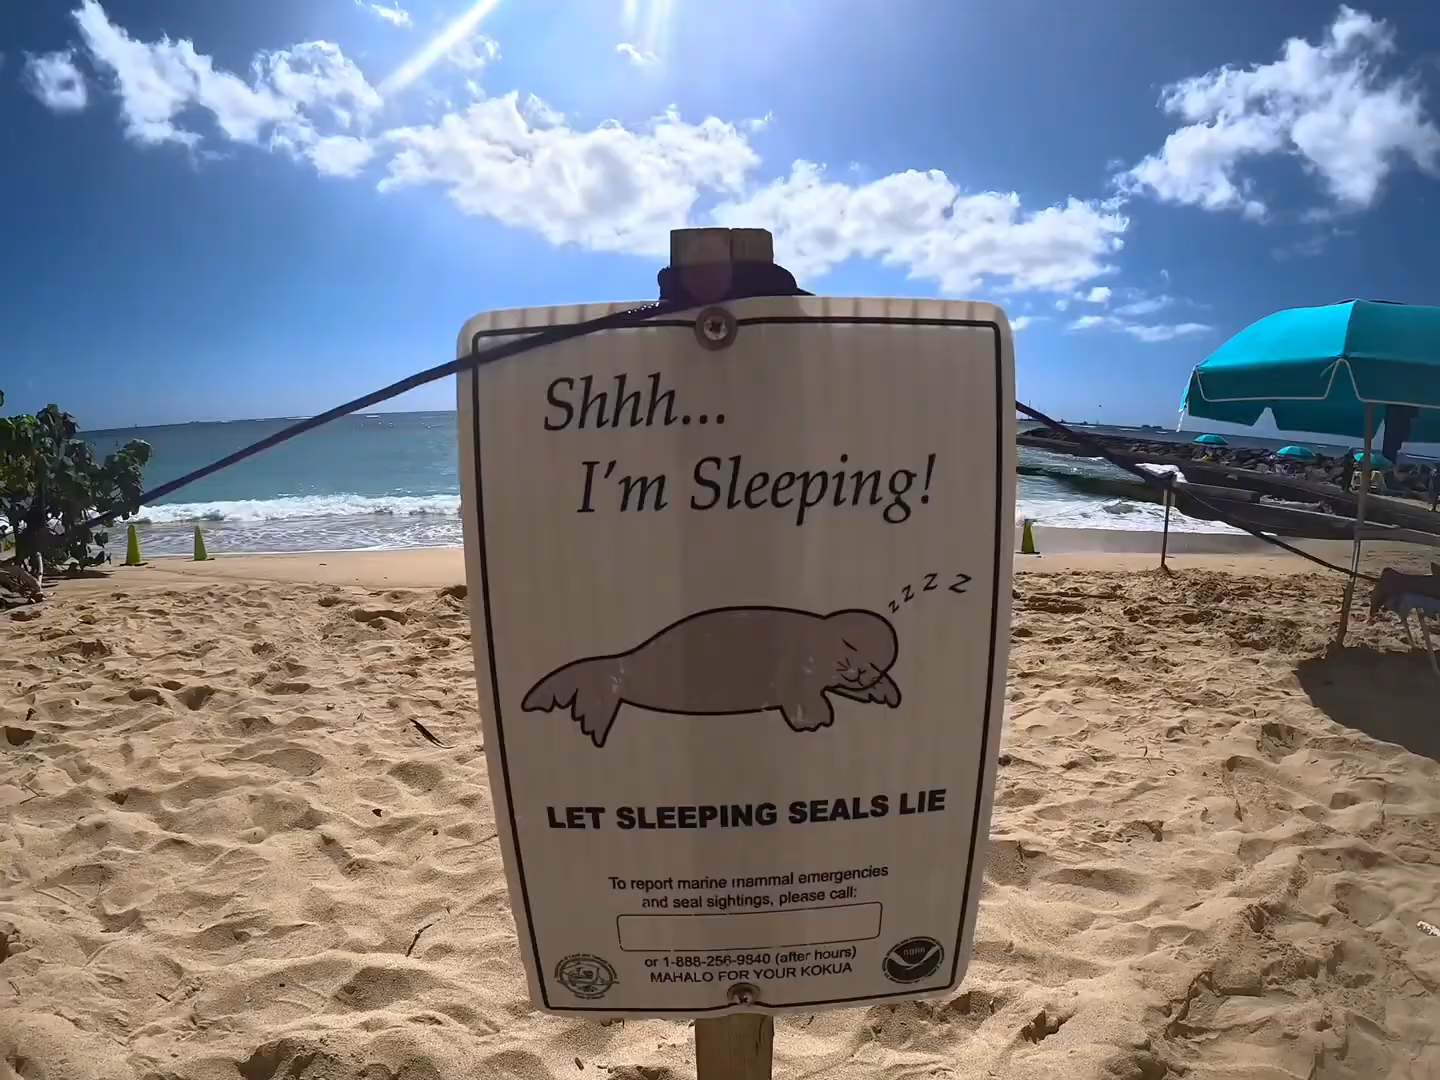 Shhh...
I'm Sleeping!
z z z z
LET SLEEPING SEALS LIE
To report marine mammal emergencies
and seal sightings, please call:
or 1-888-256-9840 (after hours)
MAHALO FOR YOUR KOKUA
noaa